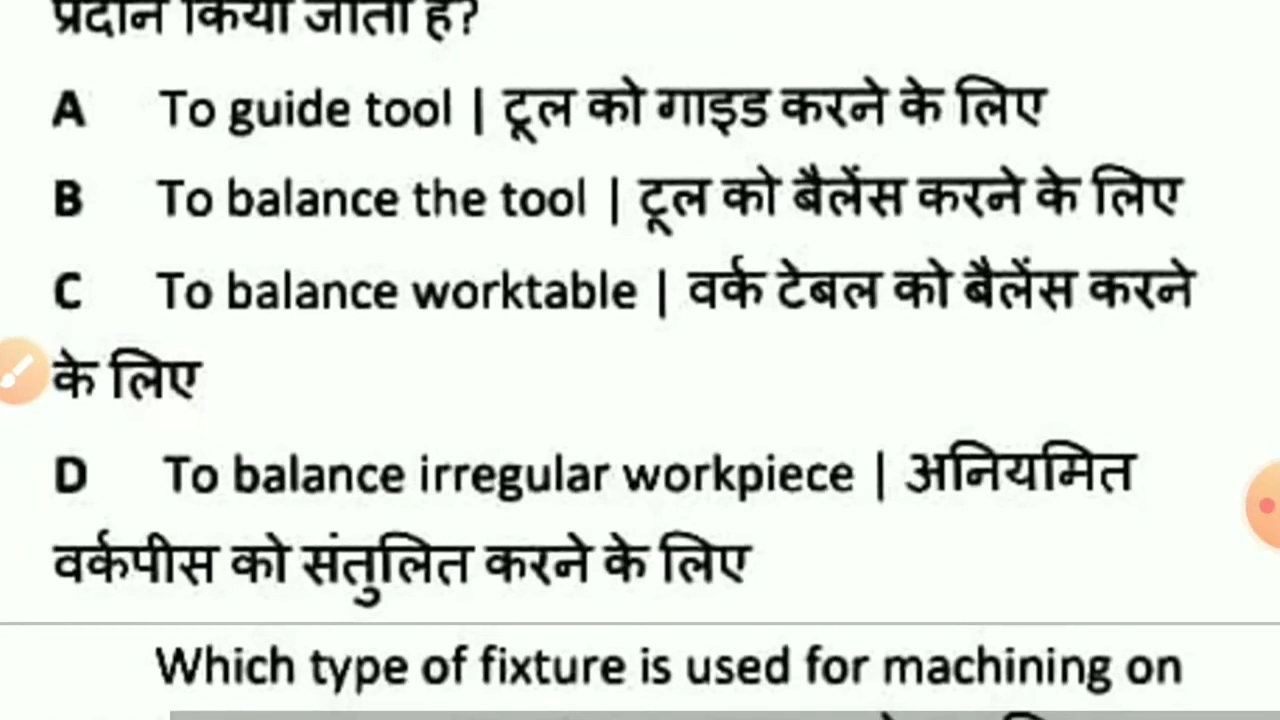 प्रदान किया जाता है?
A To guide tool | टूल को गाइड करने के लिए
B To balance the tool | टूल को बैलेंस करने के लिए
C To balance worktable | वर्क टेबल को बैलेंस करने
के लिए
D To balance irregular workpiece | अनियमित
वर्कपीस को संतुलित करने के लिए
Which type of fixture is used for machining on